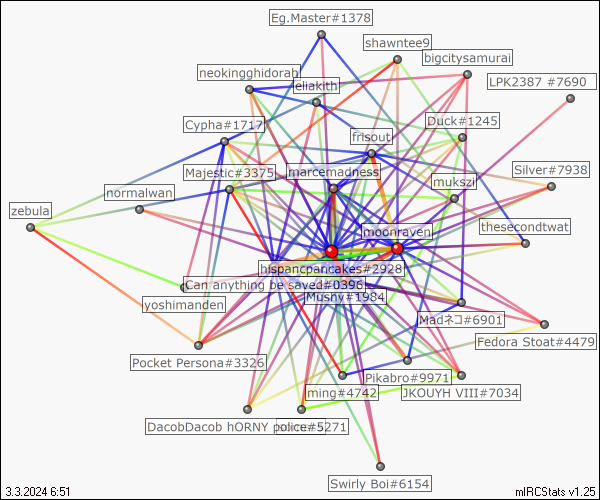 Eg.Master#1378
shawntee9
bigcitysamurai
neokingghidorah
LPK2387 #7690
eliakith
Duck#1245
Cypha#1717
frisout
Majestic#3375
marcemadness
Silver#7938
mukszi
normalwan
zebula
thesecondtwat
moonraven
hispancpancakes#2928
Can anything be saved#0396
Mushy#1984
yoshimanden
Madネコ#6901
Fedora Stoat#4479
Pocket Persona#3326
Pikabro#9971
ming#4742
JKOUYH VIII#7034
DacobDacob hORNY police#5
#5271
Swirly Boi#6154
3.3.2024 6:51
mIRCStats v1.25